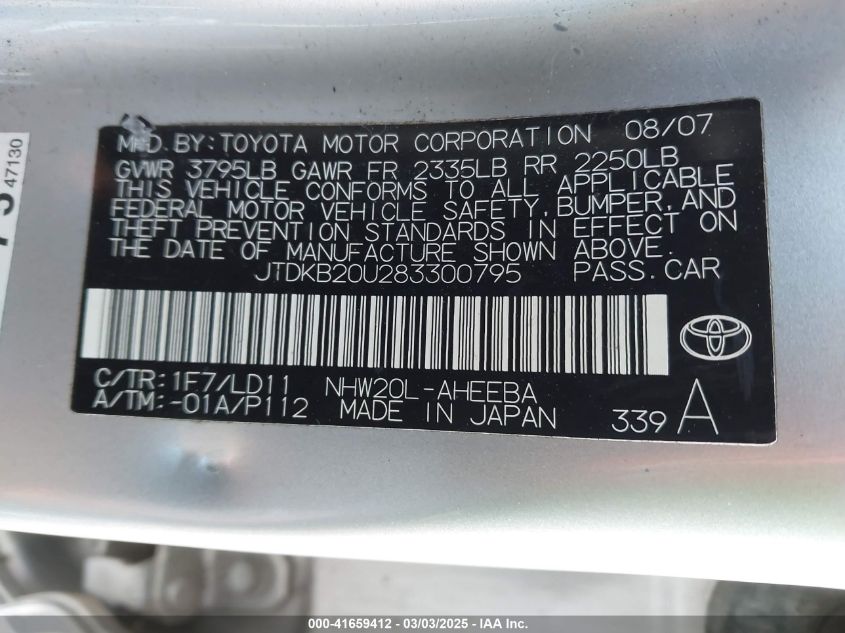 MFD. BY: TOYOTA MOTOR CORPORATION 08/07
GVWR 3795LB GAWR FR 2335LB RR 2250LB
THIS VEHICLE CONFORMS TO ALL APPLICABLE
FEDERAL MOTOR VEHICLE SAFETY, BUMPER, AND
THEFT PREVENTION STANDARDS IN EFFECT ON
THE DATE OF MANUFACTURE SHOWN ABOVE.
JTDKB20U283300795 PASS. CAR
C/TR: 1F7/LD11 NHW20L-AHEEBA
A/TM: -01A/P112 MADE IN JAPAN 339 A
47130
000-41659412 - 03/03/2025 - IAA Inc.